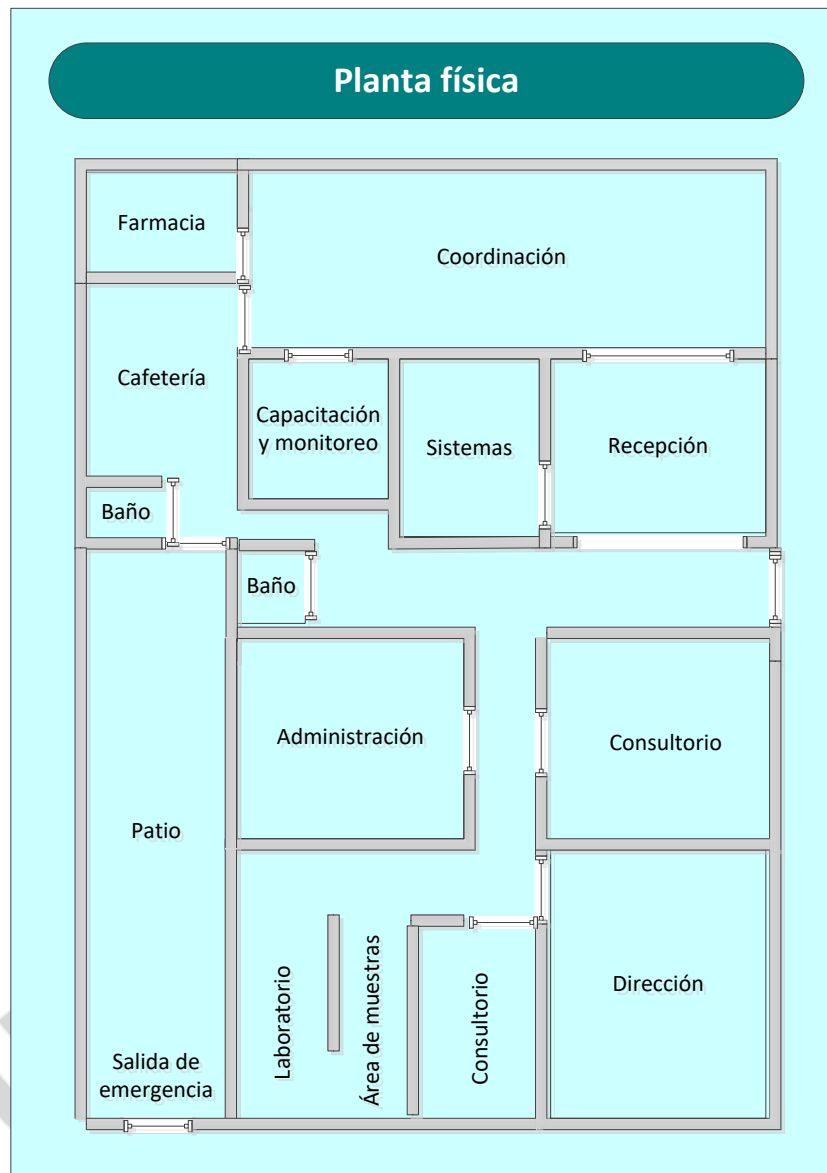 Planta física
Farmacia
Coordinación
Cafetería
Capacitación
y monitoreo
Sistemas
Recepción
Baño
Baño
Administración
Consultorio
Patio
Laboratorio
Área de muestras
Consultorio
Dirección
Salida de
emergencia